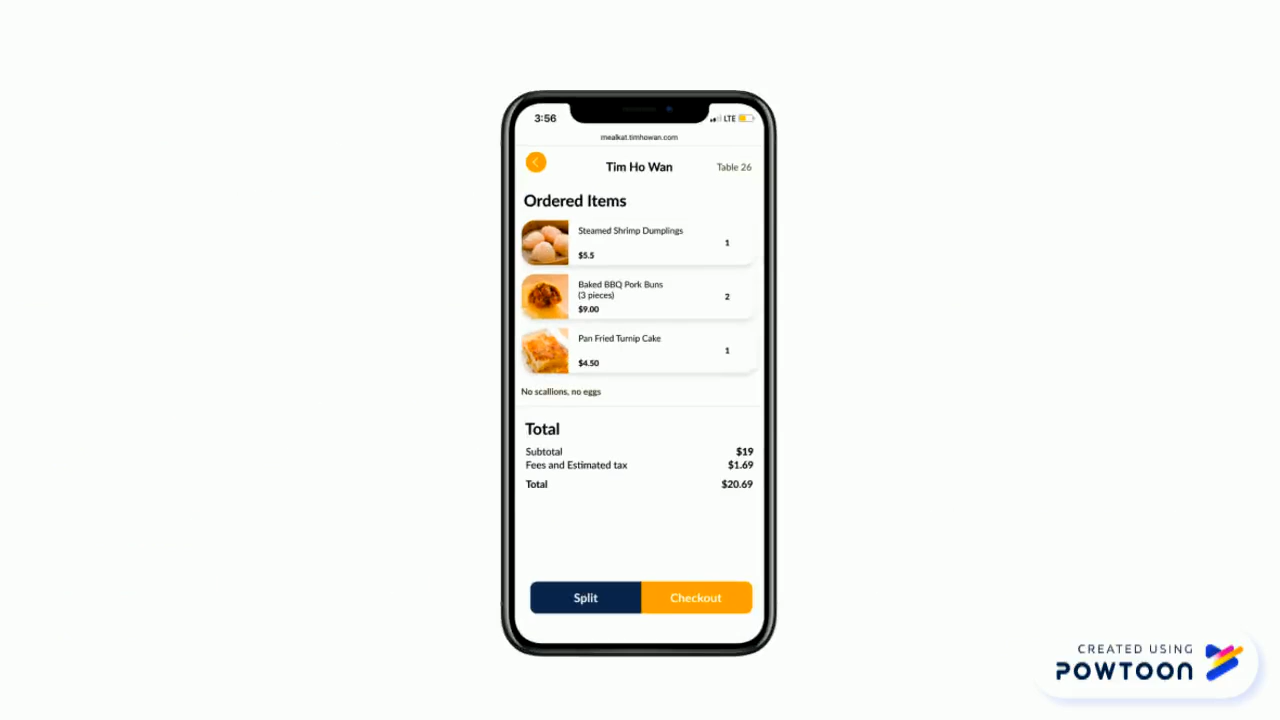 3:56
LTE
mealkat.timhowan.com
Tim Ho Wan
Table 26
Ordered Items
Steamed Shrimp Dumplings
1
$5.5
Baked BBQ Pork Buns
(3 pieces)
2
$9.00
Pan Fried Turnip Cake
1
$4.50
No scallions, no eggs
Total
Subtotal $19
Fees and Estimated tax $1.69
Total $20.69
Split
Checkout
CREATED USING
POWTOON